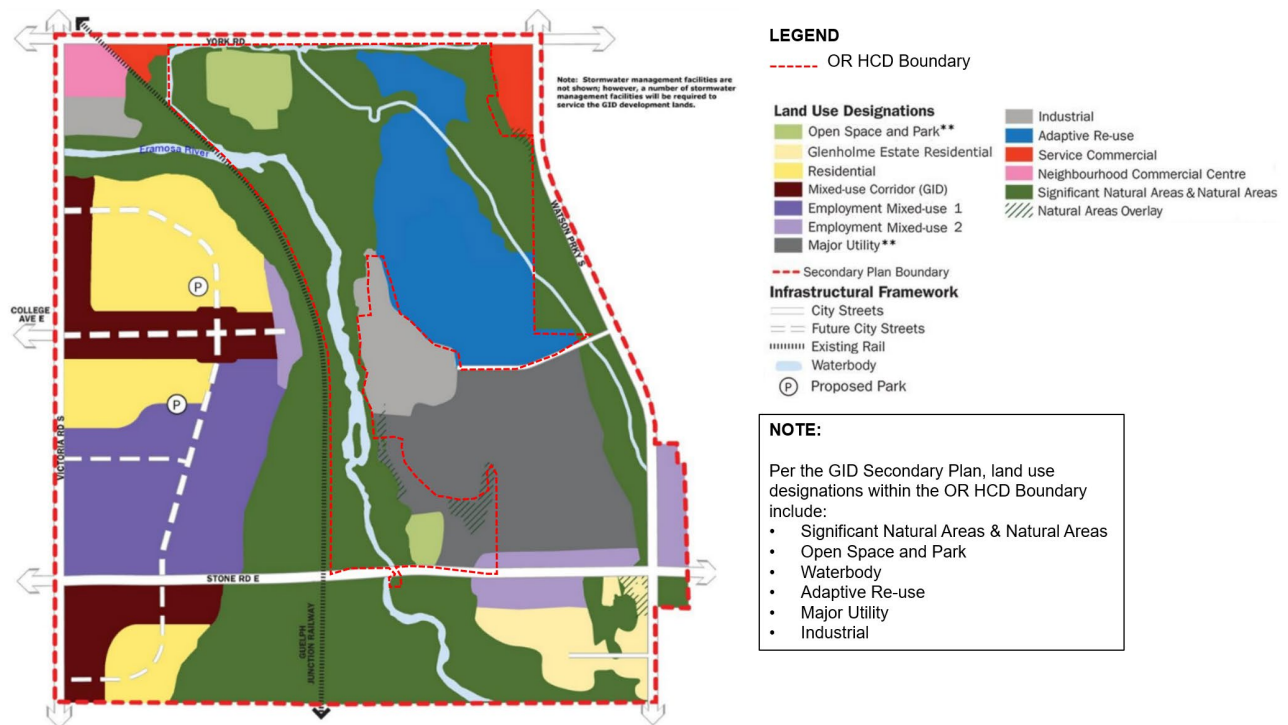 YORK RD
Note: Stormwater management facilities are
not shown; however, a number of stormwater
management facilities will be required to
service the GID development lands.
Framosa River
WATSON PKWY S
P
COLLEGE
AVE E
P
VICTORIA RD S
STONE RD E
GUELPH
JUNCTION RAILWAY
LEGEND
OR HCD Boundary
Land Use Designations
Open Space and Park**
Glenholme Estate Residential
Residential
Mixed-use Corridor (GID)
Employment Mixed-use 1
Employment Mixed-use 2
Major Utility**
Industrial
Adaptive Re-use
Service Commercial
Neighbourhood Commercial Centre
Significant Natural Areas & Natural Areas
Natural Areas Overlay
Secondary Plan Boundary
Infrastructural Framework
City Streets
Future City Streets
Existing Rail
Waterbody
P Proposed Park
NOTE:
Per the GID Secondary Plan, land use
designations within the OR HCD Boundary
include:
• Significant Natural Areas & Natural Areas
• Open Space and Park
• Waterbody
• Adaptive Re-use
• Major Utility
• Industrial